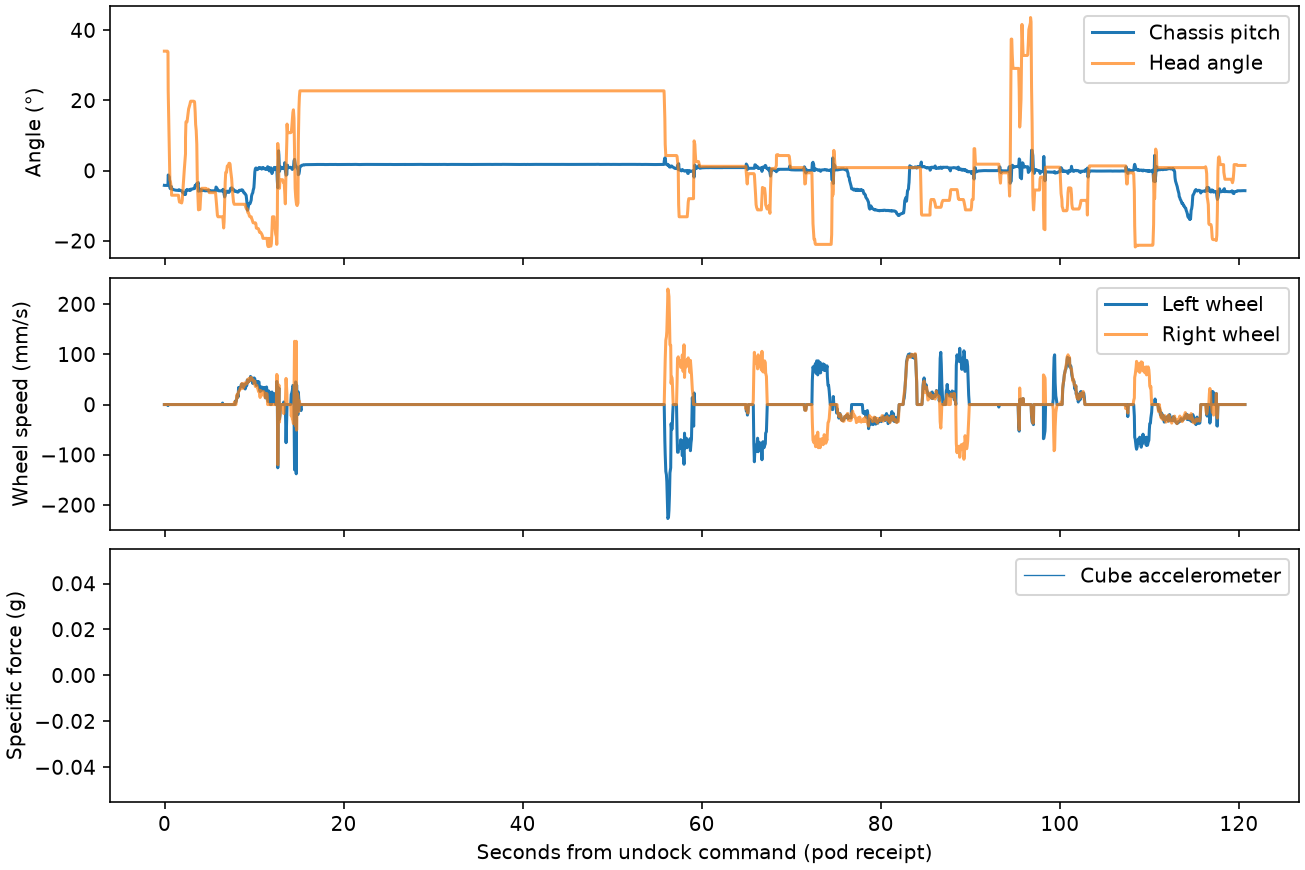 40
20
0
−20
Angle (°)
Chassis pitch
Head angle
200
100
0
−100
−200
Wheel speed (mm/s)
Left wheel
Right wheel
0.04
0.02
0.00
−0.02
−0.04
Specific force (g)
Cube accelerometer
0 20 40 60 80 100 120
Seconds from undock command (pod receipt)